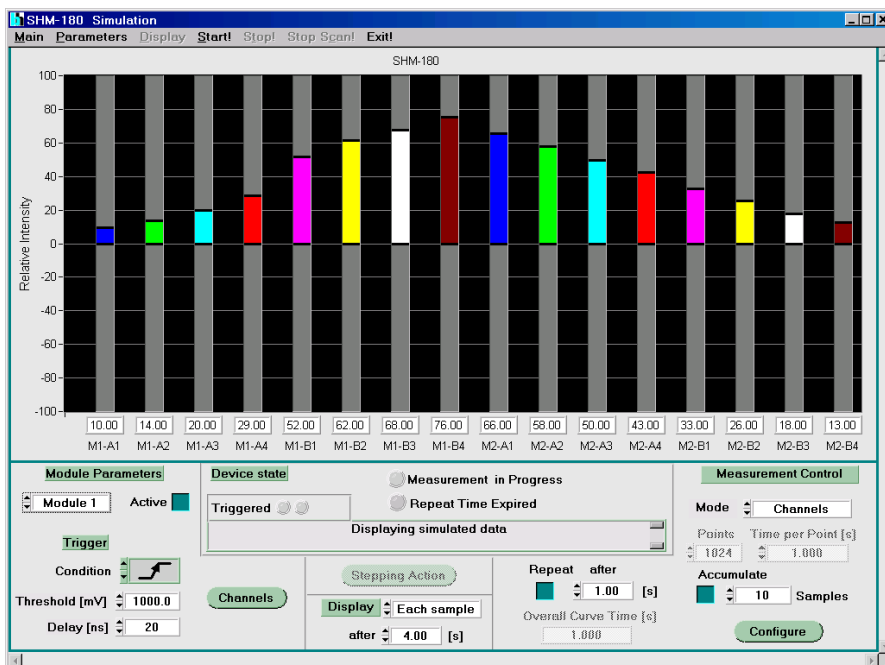 SHM-180 Simulation
Main Parameters Display Start! Stop! Stop Scan! Exit!
SHM-180
Relative Intensity
100
80
60
40
20
0
-20
-40
-60
-80
-100
10.00 14.00 20.00 29.00 52.00 62.00 68.00 76.00 66.00 58.00 50.00 43.00 33.00 26.00 18.00 13.00
M1-A1 M1-A2 M1-A3 M1-A4 M1-B1 M1-B2 M1-B3 M1-B4 M2-A1 M2-A2 M2-A3 M2-A4 M2-B1 M2-B2 M2-B3 M2-B4
Module Parameters
Module 1 Active
Trigger
Condition
Threshold [mV] 1000.0
Delay [ns] 20
Channels
Device state
Measurement in Progress
Triggered
Repeat Time Expired
Displaying simulated data
Stepping Action
Display Each sample
after 4.00 [s]
Repeat after
1.00 [s]
Overall Curve Time [s]
1.000
Measurement Control
Mode Channels
Points Time per Point [s]
1024 1.000
Accumulate
10 Samples
Configure